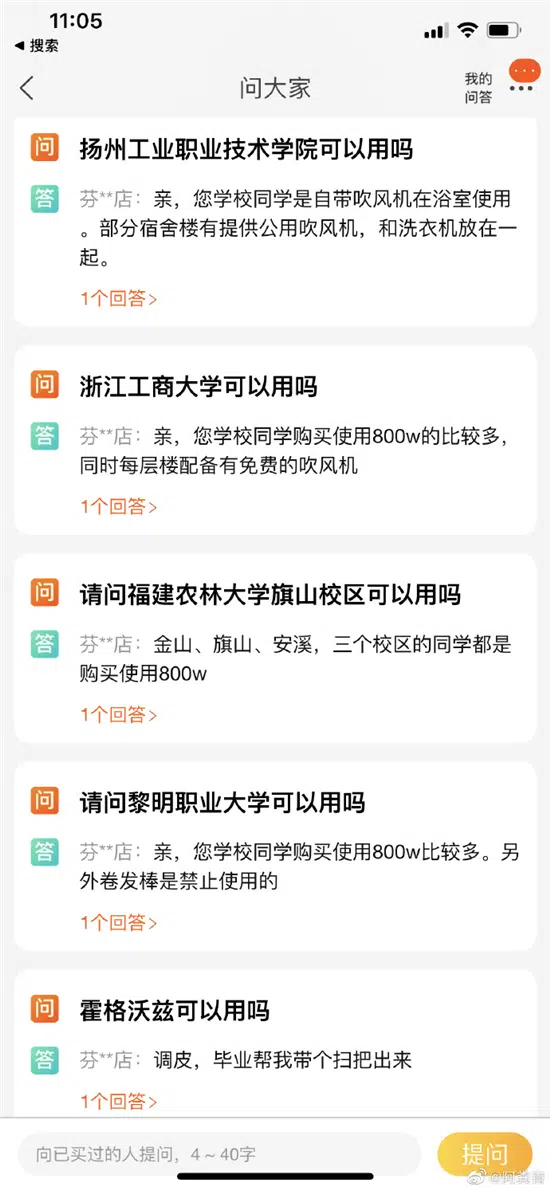 11:05
◀ 搜索
问大家
我的
问答
问 扬州工业职业技术学院可以用吗
答 芬**店：亲，您学校同学是自带吹风机在浴室使用
。部分宿舍楼有提供公用吹风机，和洗衣机放在一
起。
1个回答>
问 浙江工商大学可以用吗
答 芬**店：亲，您学校同学购买使用800w的比较多，
同时每层楼配备有免费的吹风机
1个回答>
问 请问福建农林大学旗山校区可以用吗
答 芬**店：金山、旗山、安溪，三个校区的同学都是
购买使用800w
1个回答>
问 请问黎明职业大学可以用吗
答 芬**店：亲，您学校同学购买使用800w比较多。另
外卷发棒是禁止使用的
1个回答>
问 霍格沃兹可以用吗
答 芬**店：调皮，毕业帮我带个扫把出来
1个回答>
向已买过的人提问，4～40字
提问